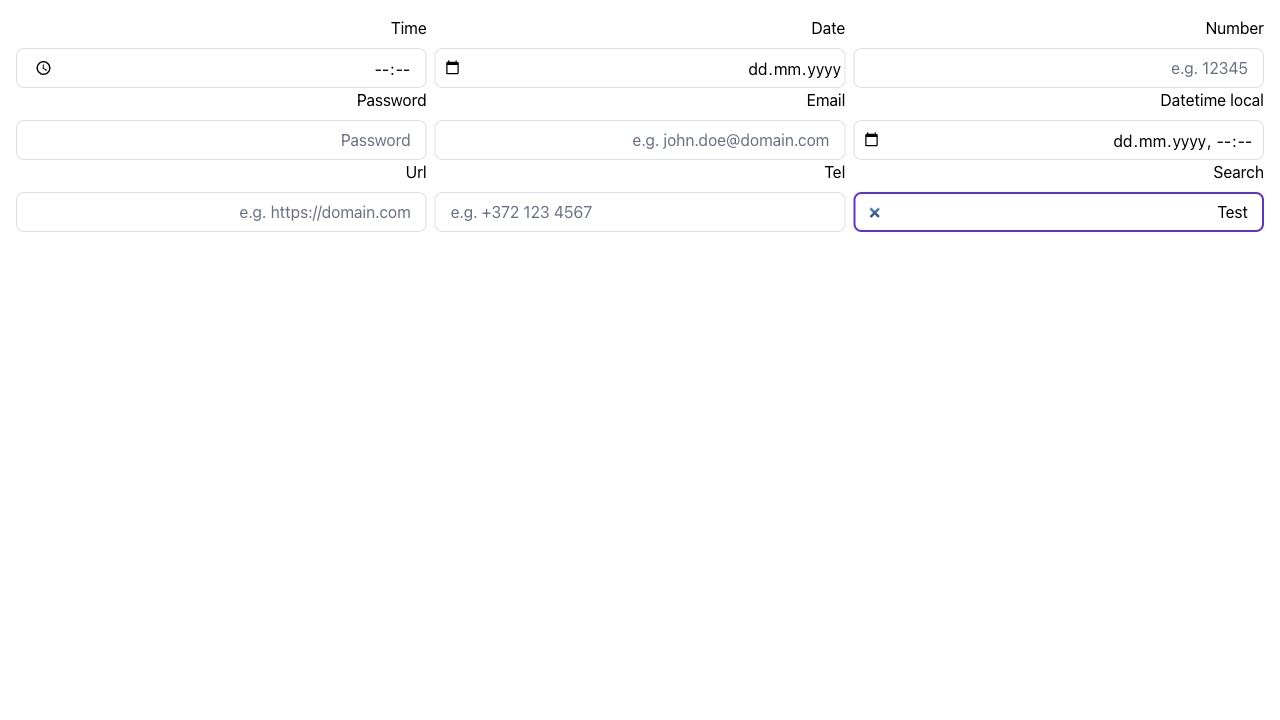 Time
--:--
Date
dd.mm.yyyy
Number
e.g. 12345
Password
Password
Email
e.g. john.doe@domain.com
Datetime local
dd.mm.yyyy, --:--
Url
e.g. https://domain.com
Tel
e.g. +372 123 4567
Search
Test